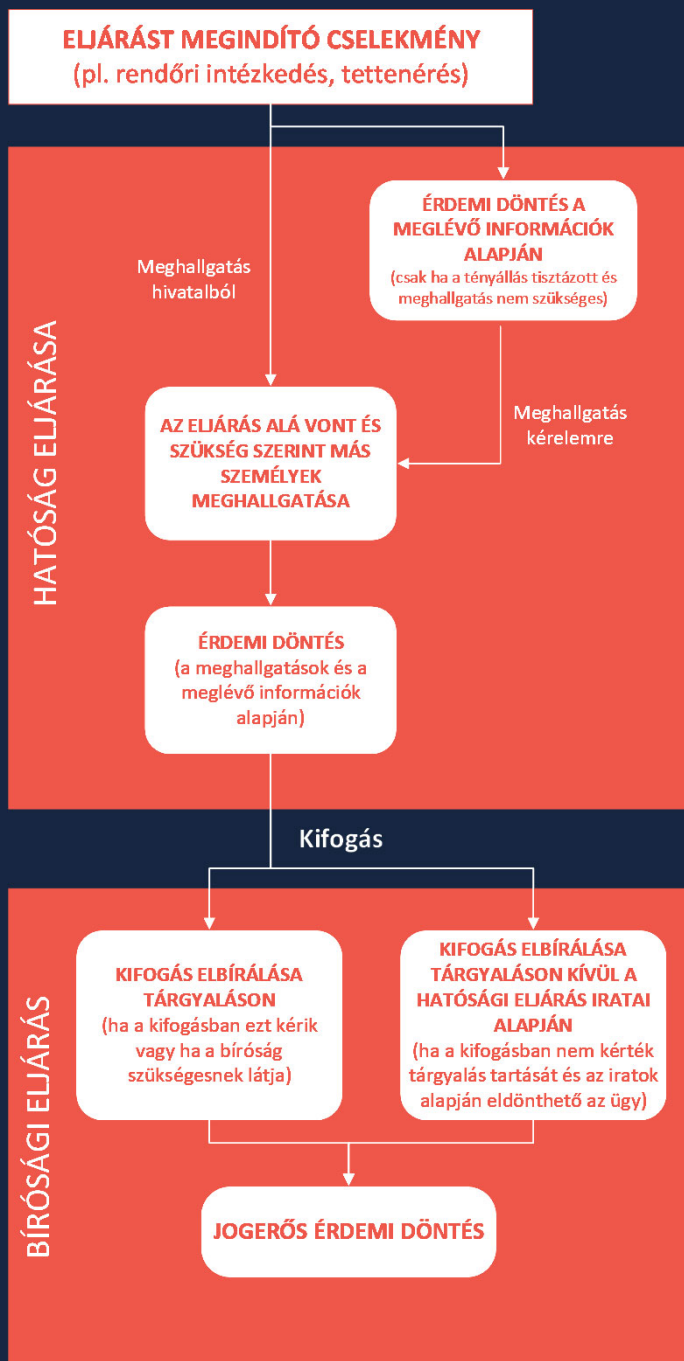 ELJÁRÁST MEGINDÍTÓ CSELEKMÉNY
(pl. rendőri intézkedés, tettenérés)
HATÓSÁG ELJÁRÁSA
Meghallgatás
hivatalból
ÉRDEMI DÖNTÉS A
MEGLÉVŐ INFORMÁCIÓK
ALAPJÁN
(csak ha a tényállás tisztázott és
meghallgatás nem szükséges)
Meghallgatás
kérelemre
AZ ELJÁRÁS ALÁ VONT ÉS
SZÜKSÉG SZERINT MÁS
SZEMÉLYEK
MEGHALLGATÁSA
ÉRDEMI DÖNTÉS
(a meghallgatások és a
meglévő információk
alapján)
Kifogás
BÍRÓSÁGI ELJÁRÁS
KIFOGÁS ELBÍRÁLÁSA
TÁRGYALÁSON
(ha a kifogásban ezt kérik
vagy ha a bíróság
szükségesnek látja)
KIFOGÁS ELBÍRÁLÁSA
TÁRGYALÁSON KÍVÜL A
HATÓSÁGI ELJÁRÁS IRATAI
ALAPJÁN
(ha a kifogásban nem kérték
tárgyalás tartását és az iratok
alapján eldönthető az ügy)
JOGERŐS ÉRDEMI DÖNTÉS